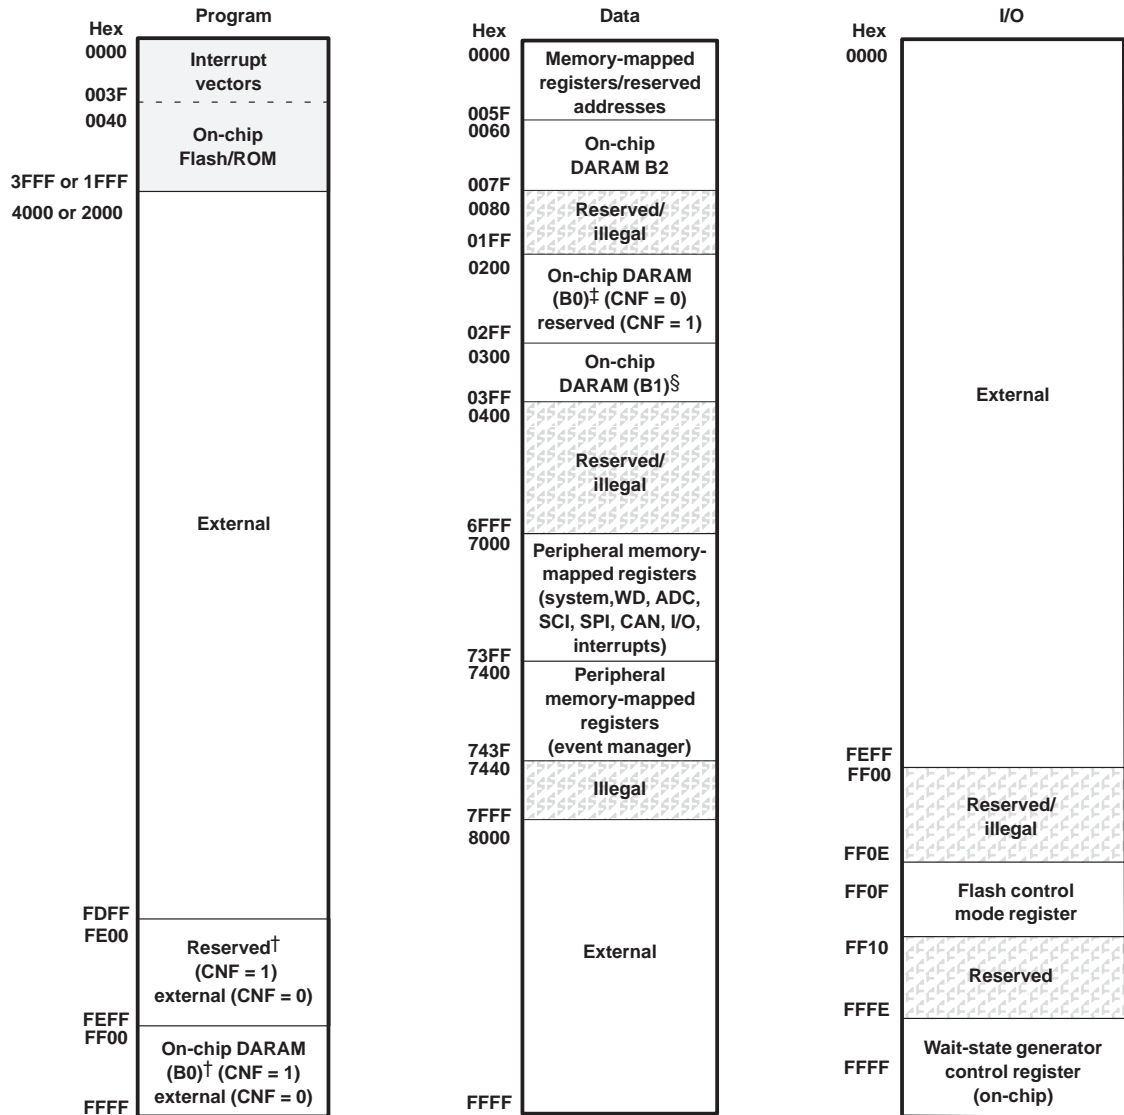 Program
Hex
0000
Interrupt
vectors
003F
0040
On-chip
Flash/ROM
3FFF or 1FFF
4000 or 2000
External
FDFF
FE00
Reserved†
(CNF = 1)
external (CNF = 0)
FEFF
FF00
On-chip DARAM
(B0)† (CNF = 1)
external (CNF = 0)
FFFF
Data
Hex
0000
Memory-mapped
registers/reserved
addresses
005F
0060
On-chip
DARAM B2
007F
0080
Reserved/
illegal
01FF
0200
On-chip DARAM
(B0)‡ (CNF = 0)
reserved (CNF = 1)
02FF
0300
On-chip
DARAM (B1)§
03FF
0400
Reserved/
illegal
6FFF
7000
Peripheral memory-
mapped registers
(system,WD, ADC,
SCI, SPI, CAN, I/O,
interrupts)
73FF
7400
Peripheral
memory-mapped
registers
(event manager)
743F
7440
Illegal
7FFF
8000
External
FFFF
I/O
Hex
0000
External
FEFF
FF00
Reserved/
illegal
FF0E
FF0F
Flash control
mode register
FF10
Reserved
FFFE
FFFF
Wait-state generator
control register
(on-chip)